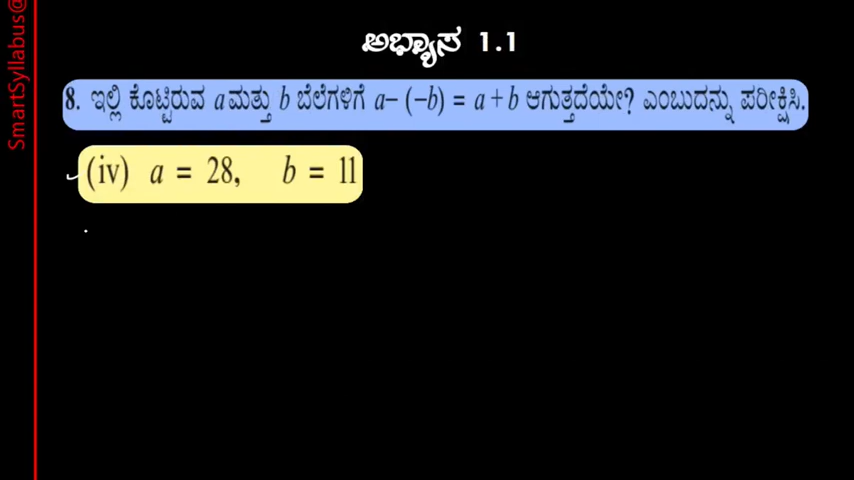 ಅಭ್ಯಾಸ 1.1
8. ಇಲ್ಲಿ ಕೊಟ್ಟಿರುವ a ಮತ್ತು b ಬೆಲೆಗಳಿಗೆ a– (–b) = a + b ಆಗುತ್ತದೆಯೇ? ಎಂಬುದನ್ನು ಪರೀಕ್ಷಿಸಿ.
(iv) a = 28, b = 11
SmartSyllabus@